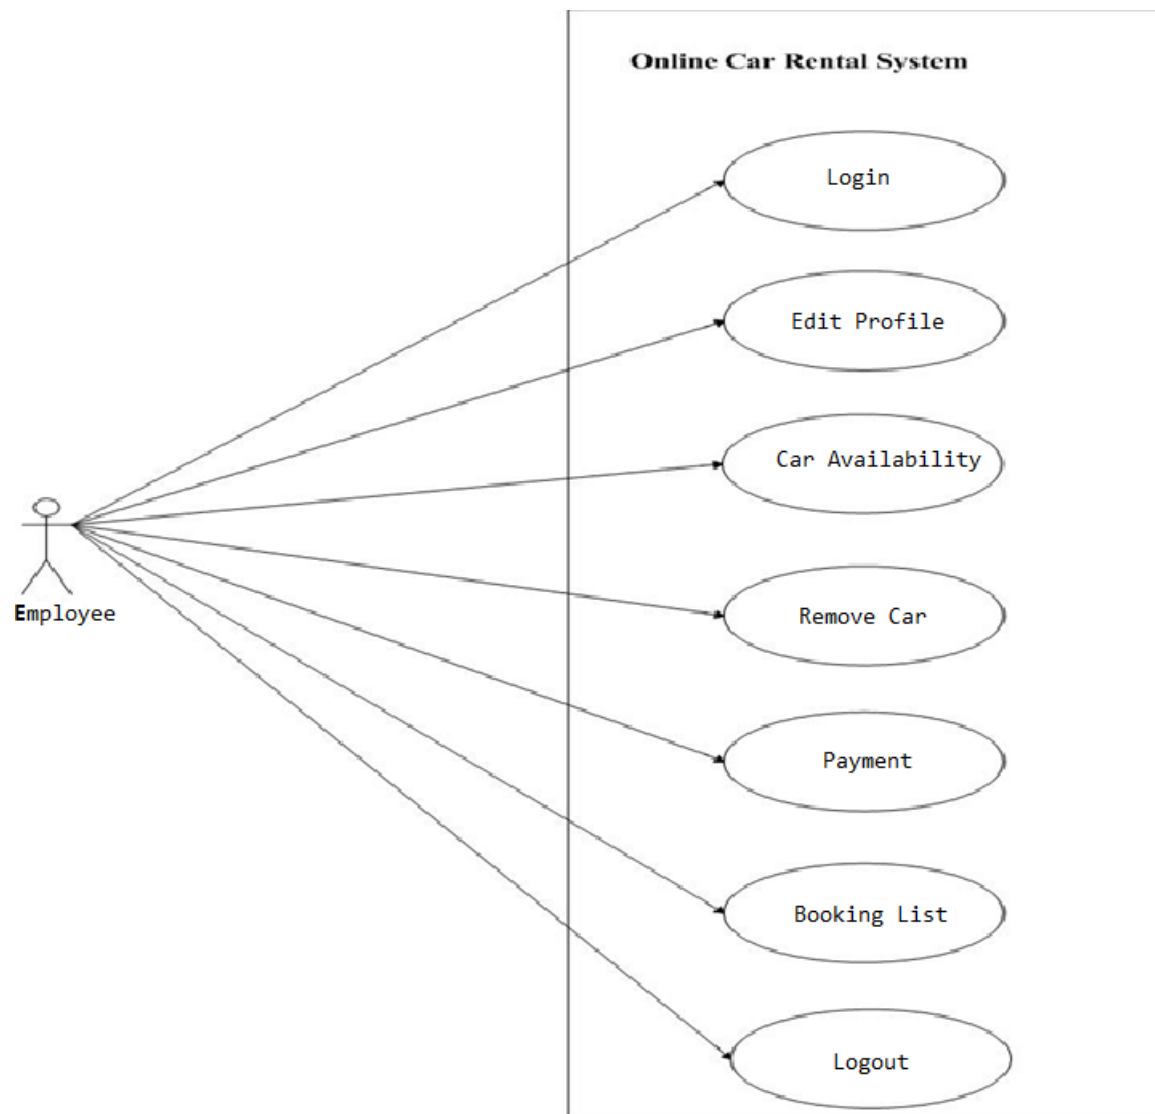 Online Car Rental System
Login
Edit Profile
Car Availability
Employee
Remove Car
Payment
Booking List
Logout